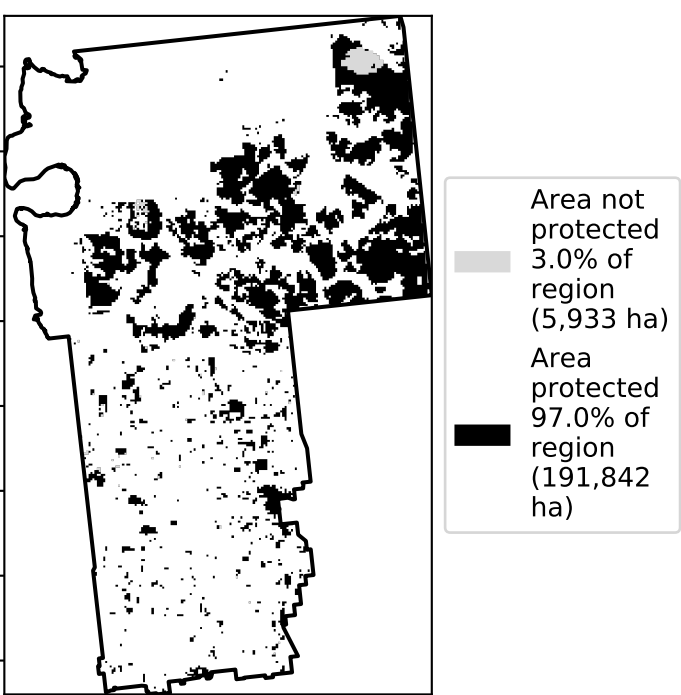 Area not
protected
3.0% of
region
(5,933 ha)
Area
protected
97.0% of
region
(191,842
ha)